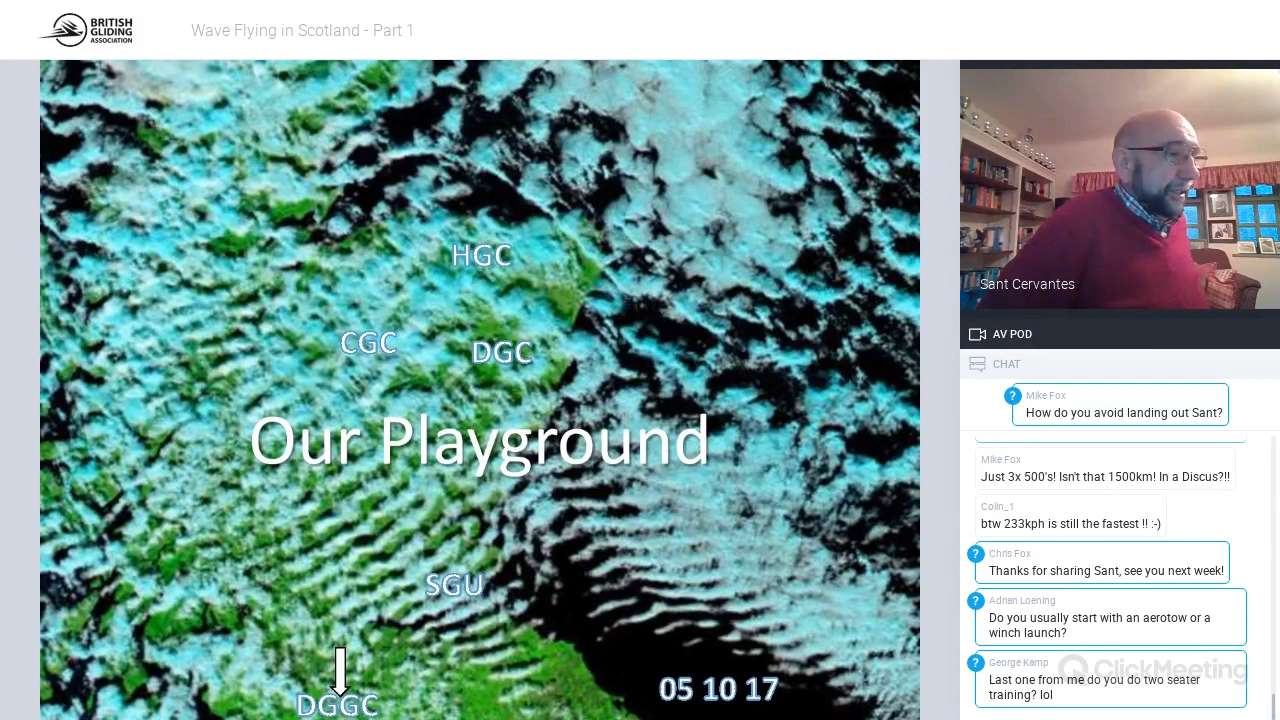 BRITISH
GLIDING
ASSOCIATION
Wave Flying in Scotland - Part 1
HGC
CGC
DGC
Our Playground
SGU
DGGC
05 10 17
Sant Cervantes
AV POD
CHAT
? Mike Fox
How do you avoid landing out Sant?
Mike Fox
Just 3x 500's! Isn't that 1500km! In a Discus?!!
Colin_1
btw 233kph is still the fastest !! :-)
? Chris Fox
Thanks for sharing Sant, see you next week!
? Adrian Loening
Do you usually start with an aerotow or a
winch launch?
? George Kamp
Last one from me do you do two seater
training? lol
ClickMeeting